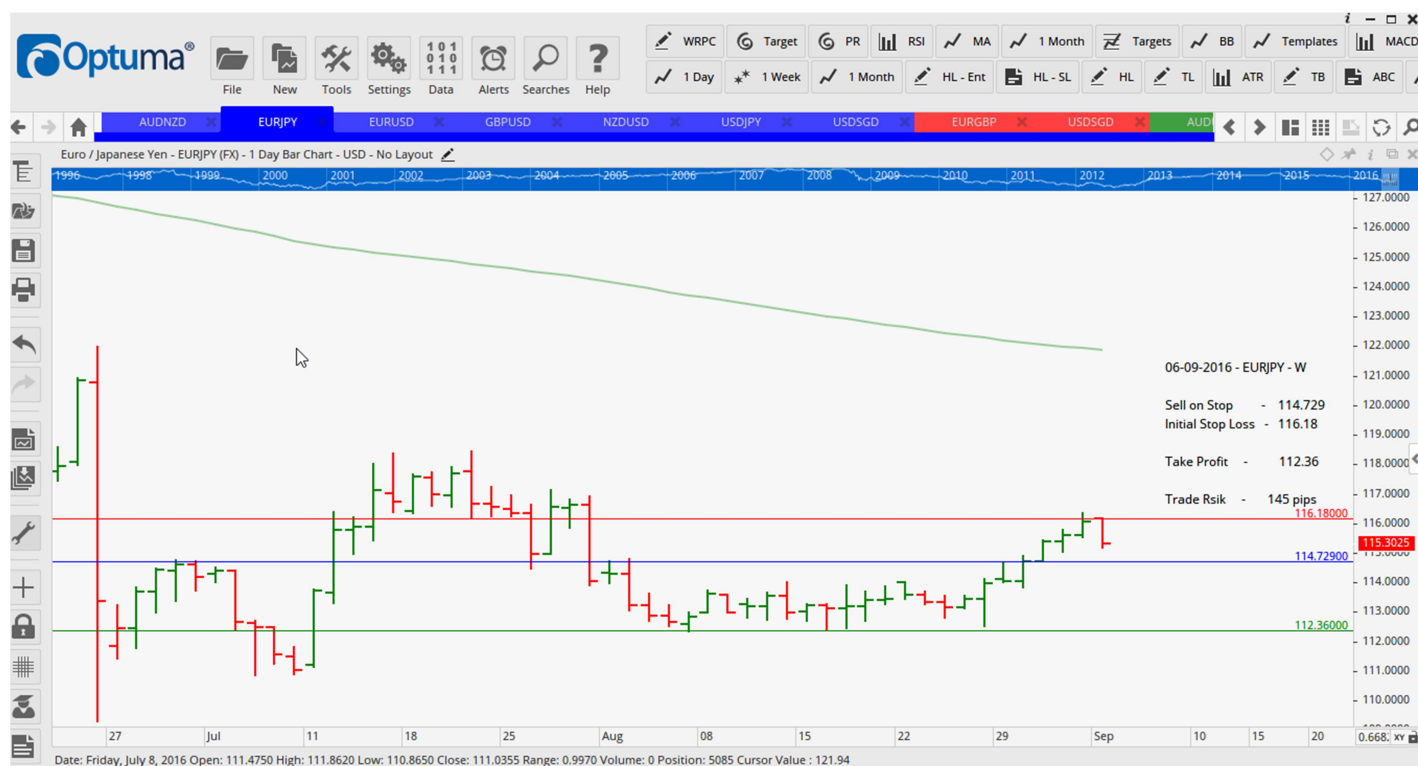 Optuma®
File New Tools Settings Data Alerts Searches Help
WRPC Target PR RSI MA 1 Month Targets BB Templates MACD
1 Day 1 Week 1 Month HL - Ent HL - SL HL TL ATR TB ABC
AUDNZD EURJPY EURUSD GBPUSD NZDUSD USDJPY USDSGD EURGBP USDSGD AUD
Euro / Japanese Yen - EURJPY (FX) - 1 Day Bar Chart - USD - No Layout
1996 1998 1999 2000 2001 2002 2003 2004 2005 2006 2007 2008 2009 2010 2011 2012 2013 2014 2015 2016
127.0000
126.0000
125.0000
124.0000
123.0000
122.0000
06-09-2016 - EURJPY - W
121.0000
Sell on Stop - 114.729
120.0000
Initial Stop Loss - 116.18
119.0000
Take Profit - 112.36
118.0000
Trade Rsik - 145 pips
117.0000
116.18000
116.0000
115.3025
115.0000
114.72900
114.0000
113.0000
112.36000
112.0000
111.0000
110.0000
27 Jul 11 18 25 Aug 08 15 22 29 Sep 10 15 20 0.668 XY
Date: Friday, July 8, 2016 Open: 111.4750 High: 111.8620 Low: 110.8650 Close: 111.0355 Range: 0.9970 Volume: 0 Position: 5085 Cursor Value : 121.94